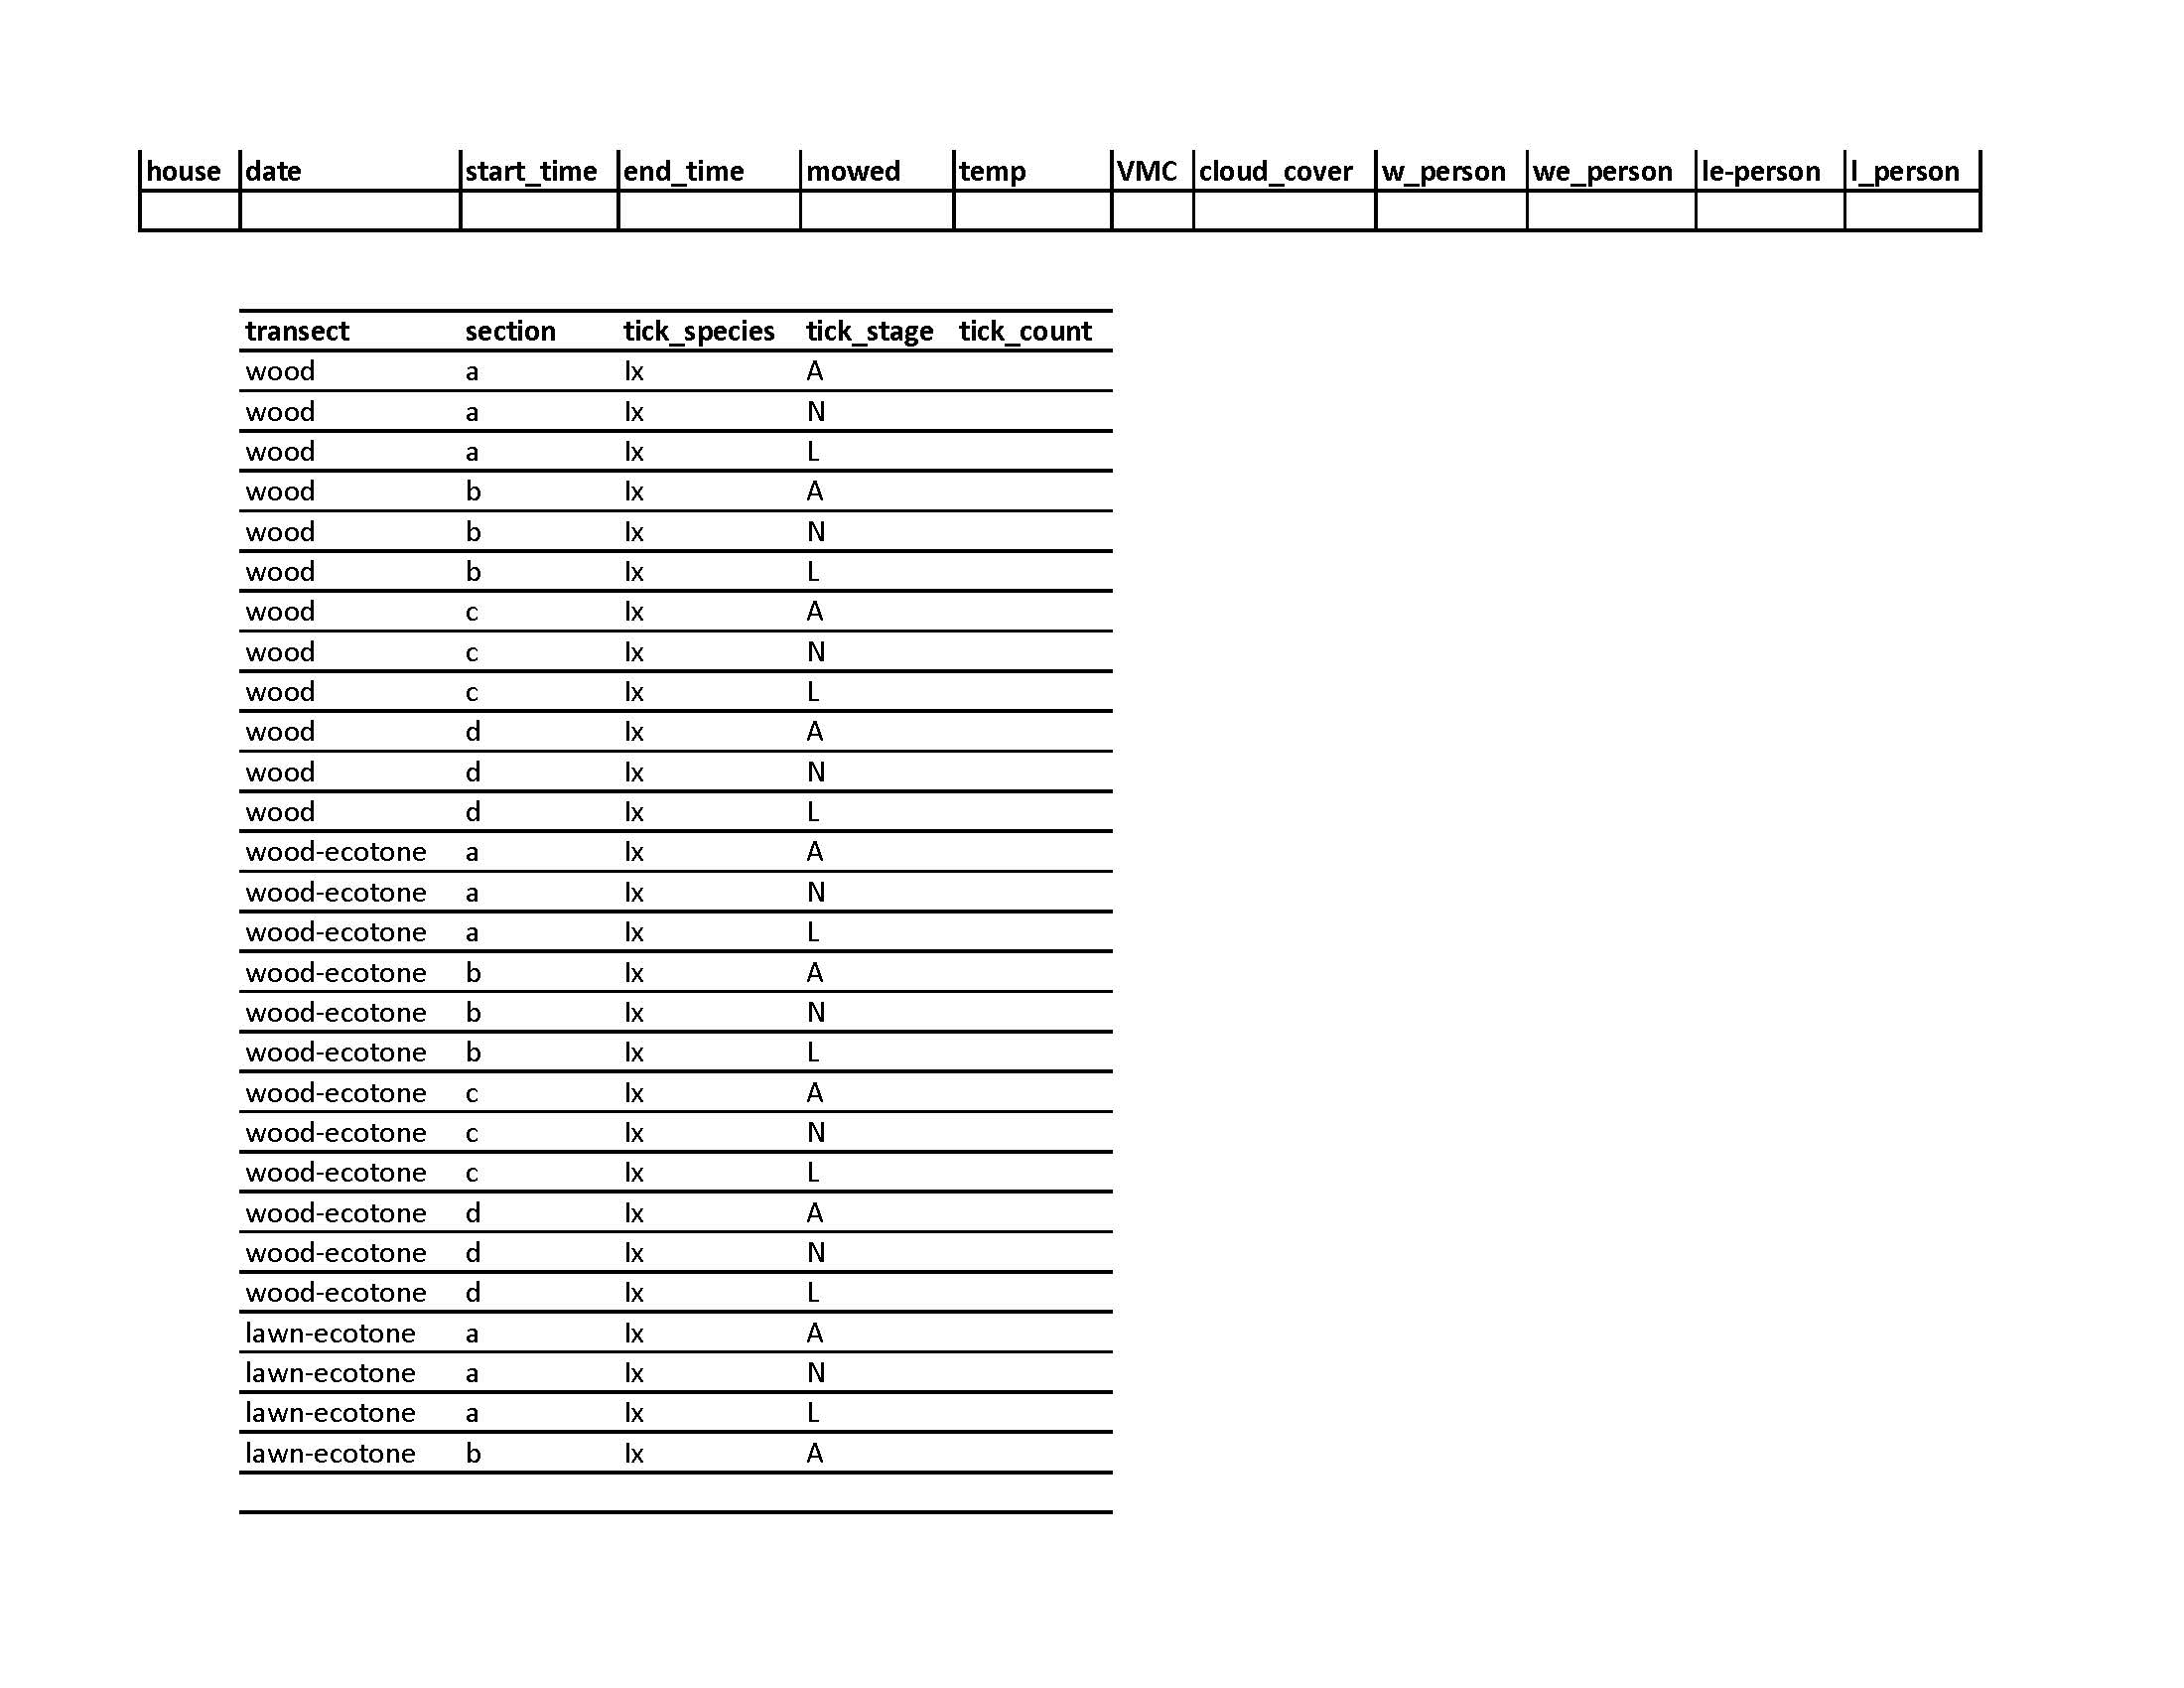 house date start_time end_time mowed temp VMC cloud_cover w_person we_person le-person l_person
transect section tick_species tick_stage tick_count
wood a Ix A
wood a Ix N
wood a Ix L
wood b Ix A
wood b Ix N
wood b Ix L
wood c Ix A
wood c Ix N
wood c Ix L
wood d Ix A
wood d Ix N
wood d Ix L
wood-ecotone a Ix A
wood-ecotone a Ix N
wood-ecotone a Ix L
wood-ecotone b Ix A
wood-ecotone b Ix N
wood-ecotone b Ix L
wood-ecotone c Ix A
wood-ecotone c Ix N
wood-ecotone c Ix L
wood-ecotone d Ix A
wood-ecotone d Ix N
wood-ecotone d Ix L
lawn-ecotone a Ix A
lawn-ecotone a Ix N
lawn-ecotone a Ix L
lawn-ecotone b Ix A